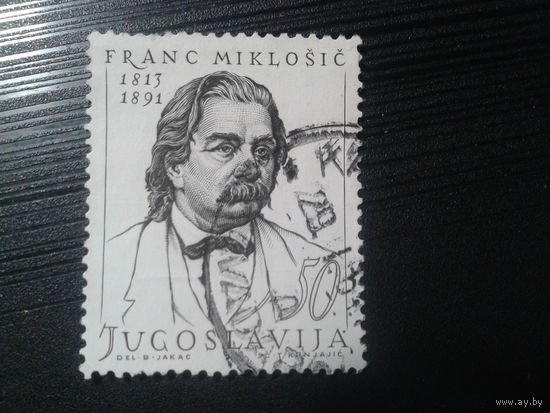 FRANC MIKLOŠIČ
1813
1891
50
JUGOSLAVIJA
DEL·B·JAKAC
KRNJAJIĆ
www.ay.by